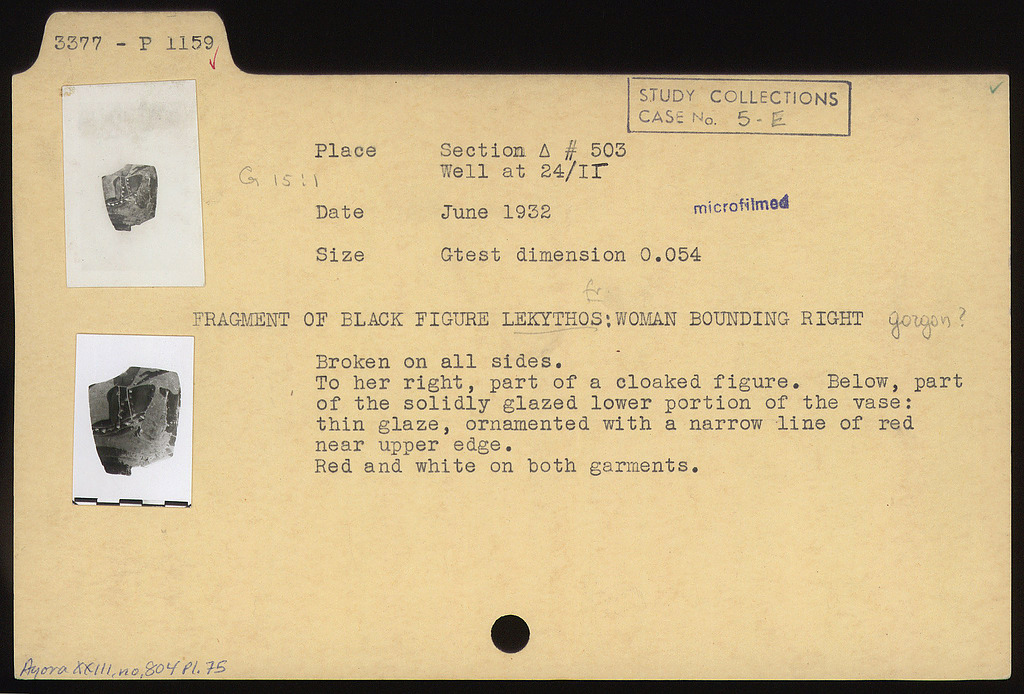 3377 - P 1159
STUDY COLLECTIONS
CASE No. 5-E
Place Section Δ # 503
Well at 24/ΙΓ
G 15:1
Date June 1932
microfilmed
Size Gtest dimension 0.054
fr.
FRAGMENT OF BLACK FIGURE LEKYTHOS: WOMAN BOUNDING RIGHT gorgon?
Broken on all sides.
To her right, part of a cloaked figure. Below, part
of the solidly glazed lower portion of the vase:
thin glaze, ornamented with a narrow line of red
near upper edge.
Red and white on both garments.
Agora XXIII, no, 804 Pl. 75